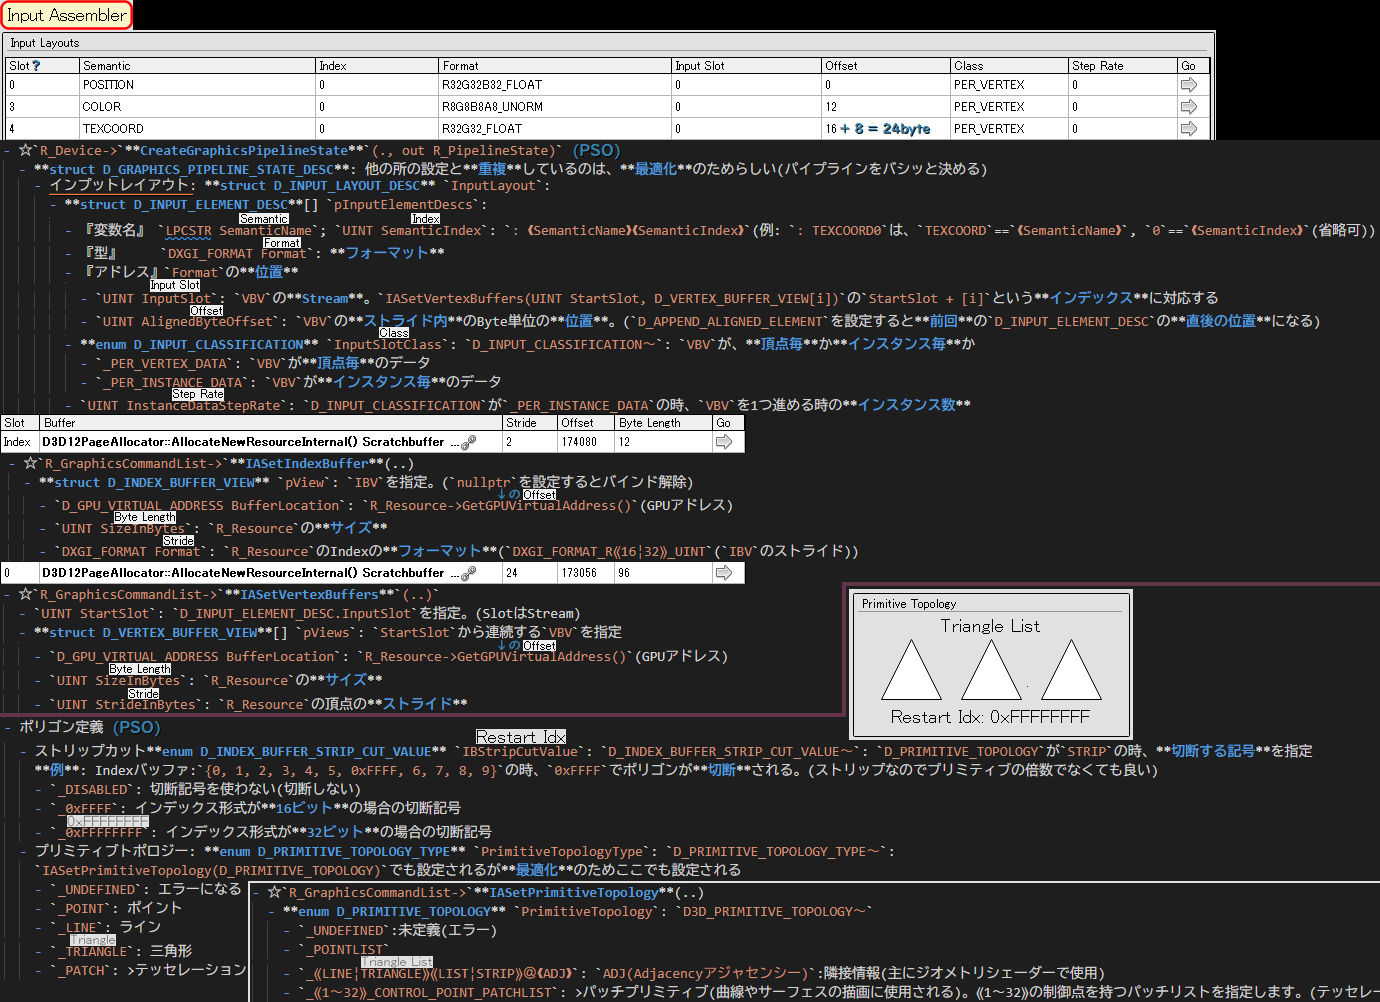 Input Assembler
Input Layouts
Slot? Semantic Index Format Input Slot Offset Class Step Rate Go
0 POSITION 0 R32G32B32_FLOAT 0 0 PER_VERTEX 0
3 COLOR 0 R8G8B8A8_UNORM 0 12 PER_VERTEX 0
4 TEXCOORD 0 R32G32_FLOAT 0 16 + 8 = 24byte PER_VERTEX 0
- ☆`R_Device->`**CreateGraphicsPipelineState**`(., out R_PipelineState)` (PSO)
- **struct D_GRAPHICS_PIPELINE_STATE_DESC**: 他の所の設定と**重複**しているのは、**最適化**のためらしい(パイプラインをバシッと決める)
- インプットレイアウト: **struct D_INPUT_LAYOUT_DESC** `InputLayout`:
- **struct D_INPUT_ELEMENT_DESC**[] `pInputElementDescs`:
Semantic Index
- 『変数名』 `LPCSTR SemanticName`; `UINT SemanticIndex`: `: 《SemanticName》《SemanticIndex》`(例: `: TEXCOORD0`は、`TEXCOORD`==`《SemanticName》`, `0`==`《SemanticIndex》`(省略可))
Format
- 『型』 `DXGI_FORMAT Format`: **フォーマット**
- 『アドレス』`Format`の**位置**
Input Slot
- `UINT InputSlot`: `VBV`の**Stream**。`IASetVertexBuffers(UINT StartSlot, D_VERTEX_BUFFER_VIEW[i])`の`StartSlot + [i]`という**インデックス**に対応する
Offset
- `UINT AlignedByteOffset`: `VBV`の**ストライド内**のByte単位の**位置**。(`D_APPEND_ALIGNED_ELEMENT`を設定すると**前回**の`D_INPUT_ELEMENT_DESC`の**直後の位置**になる)
Class
- **enum D_INPUT_CLASSIFICATION** `InputSlotClass`: `D_INPUT_CLASSIFICATION～`: `VBV`が、**頂点毎**か**インスタンス毎**か
- `_PER_VERTEX_DATA`: `VBV`が**頂点毎**のデータ
- `_PER_INSTANCE_DATA`: `VBV`が**インスタンス毎**のデータ
Step Rate
- `UINT InstanceDataStepRate`: `D_INPUT_CLASSIFICATION`が`_PER_INSTANCE_DATA`の時、`VBV`を1つ進める時の**インスタンス数**
Slot Buffer Stride Offset Byte Length Go
Index D3D12PageAllocator::AllocateNewResourceInternal() Scratchbuffer ... 2 174080 12
- ☆`R_GraphicsCommandList->`**IASetIndexBuffer**(..)
- **struct D_INDEX_BUFFER_VIEW** `pView`: `IBV`を指定。(`nullptr`を設定するとバインド解除)
↓の Offset
- `D_GPU_VIRTUAL_ADDRESS BufferLocation`: `R_Resource->GetGPUVirtualAddress()`(GPUアドレス)
Byte Length
- `UINT SizeInBytes`: `R_Resource`の**サイズ**
Stride
- `DXGI_FORMAT Format`: `R_Resource`のIndexの**フォーマット**(`DXGI_FORMAT_R《16¦32》_UINT`(`IBV`のストライド))
0 D3D12PageAllocator::AllocateNewResourceInternal() Scratchbuffer ... 24 173056 96
- ☆`R_GraphicsCommandList->`**IASetVertexBuffers**`(..)`
- `UINT StartSlot`: `D_INPUT_ELEMENT_DESC.InputSlot`を指定。(SlotはStream)
- **struct D_VERTEX_BUFFER_VIEW**[] `pViews`: `StartSlot`から連続する`VBV`を指定
↓の Offset
- `D_GPU_VIRTUAL_ADDRESS BufferLocation`: `R_Resource->GetGPUVirtualAddress()`(GPUアドレス)
Byte Length
- `UINT SizeInBytes`: `R_Resource`の**サイズ**
Stride
- `UINT StrideInBytes`: `R_Resource`の頂点の**ストライド**
Primitive Topology
Triangle List
Restart Idx: 0xFFFFFFFF
- ポリゴン定義 (PSO)
Restart Idx
- ストリップカット**enum D_INDEX_BUFFER_STRIP_CUT_VALUE** `IBStripCutValue`: `D_INDEX_BUFFER_STRIP_CUT_VALUE～`: `D_PRIMITIVE_TOPOLOGY`が`STRIP`の時、**切断する記号**を指定
**例**: Indexバッファ:`{0, 1, 2, 3, 4, 5, 0xFFFF, 6, 7, 8, 9}`の時、`0xFFFF`でポリゴンが**切断**される。(ストリップなのでプリミティブの倍数でなくても良い)
- `_DISABLED`: 切断記号を使わない(切断しない)
- `_0xFFFF`: インデックス形式が**16ビット**の場合の切断記号
0xFFFFFFFF
- `_0xFFFFFFFF`: インデックス形式が**32ビット**の場合の切断記号
- プリミティブトポロジー: **enum D_PRIMITIVE_TOPOLOGY_TYPE** `PrimitiveTopologyType`: `D_PRIMITIVE_TOPOLOGY_TYPE～`:
`IASetPrimitiveTopology(D_PRIMITIVE_TOPOLOGY)`でも設定されるが**最適化**のためここでも設定される
- `_UNDEFINED`: エラーになる
- `_POINT`: ポイント
- `_LINE`: ライン
Triangle
- `_TRIANGLE`: 三角形
- `_PATCH`: >テッセレーション
- ☆`R_GraphicsCommandList->`**IASetPrimitiveTopology**(..)
- **enum D_PRIMITIVE_TOPOLOGY** `PrimitiveTopology`: `D3D_PRIMITIVE_TOPOLOGY～`
- `_UNDEFINED`:未定義(エラー)
- `_POINTLIST`
Triangle List
- `_《LINE¦TRIANGLE》《LIST¦STRIP》@《ADJ》`: `ADJ(Adjacencyアジャセンシー)`:隣接情報(主にジオメトリシェーダーで使用)
- `_《1～32》_CONTROL_POINT_PATCHLIST`: >パッチプリミティブ(曲線やサーフェスの描画に使用される)。《1～32》の制御点を持つパッチリストを指定します。(テッセレー